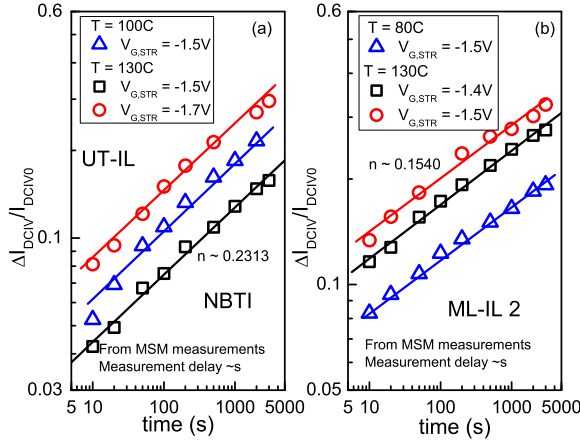 0.6
T = 100C
V_G,STR = -1.5V
T = 130C
V_G,STR = -1.5V
V_G,STR = -1.7V
(a)
UT-IL
n ~ 0.2313
NBTI
From MSM measurements
Measurement delay ~s
0.1
0.03
5 10 100 1000 5000
time (s)
ΔI_DCIV/I_DCIV0
0.5
T = 80C
V_G,STR = -1.5V
T = 130C
V_G,STR = -1.4V
V_G,STR = -1.5V
(b)
n ~ 0.1540
ML-IL 2
From MSM measurements
Measurement delay ~s
0.1
0.05
5 10 100 1000 5000
time (s)
ΔI_DCIV/I_DCIV0